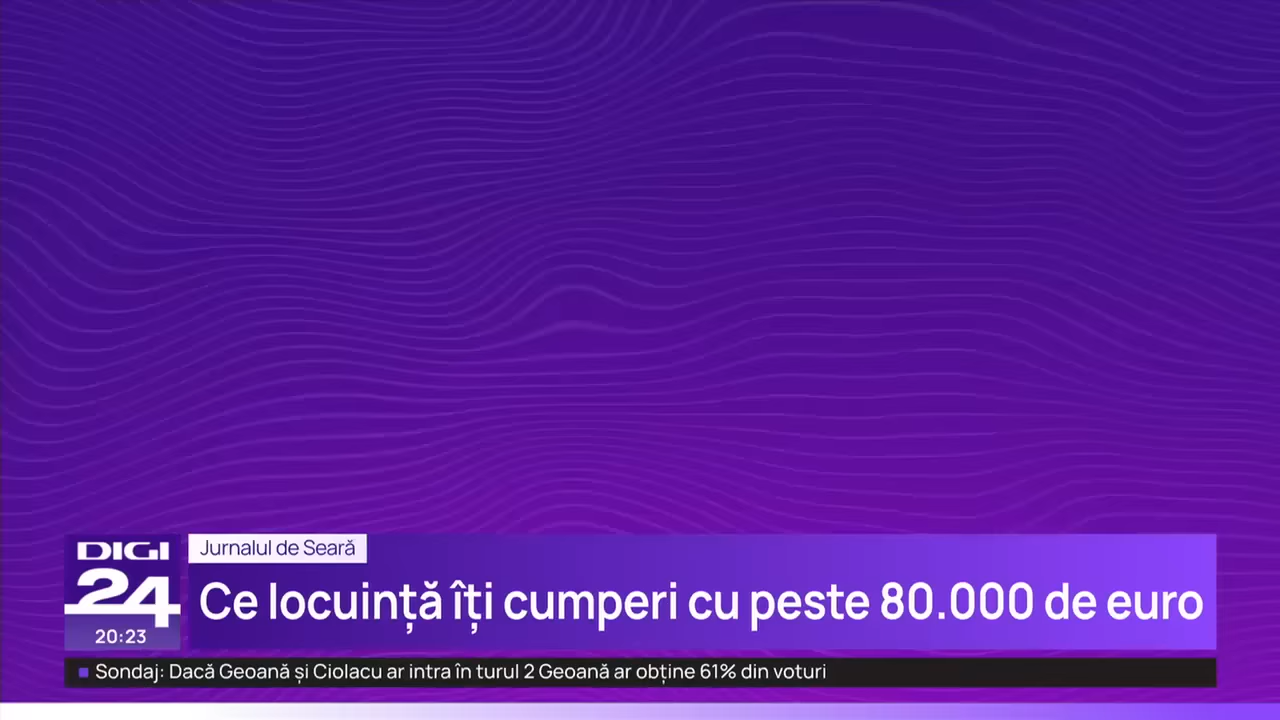 DIGI
24
20:23
Jurnalul de Seară
Ce locuință îți cumperi cu peste 80.000 de euro
Sondaj: Dacă Geoană și Ciolacu ar intra în turul 2 Geoană ar obține 61% din voturi